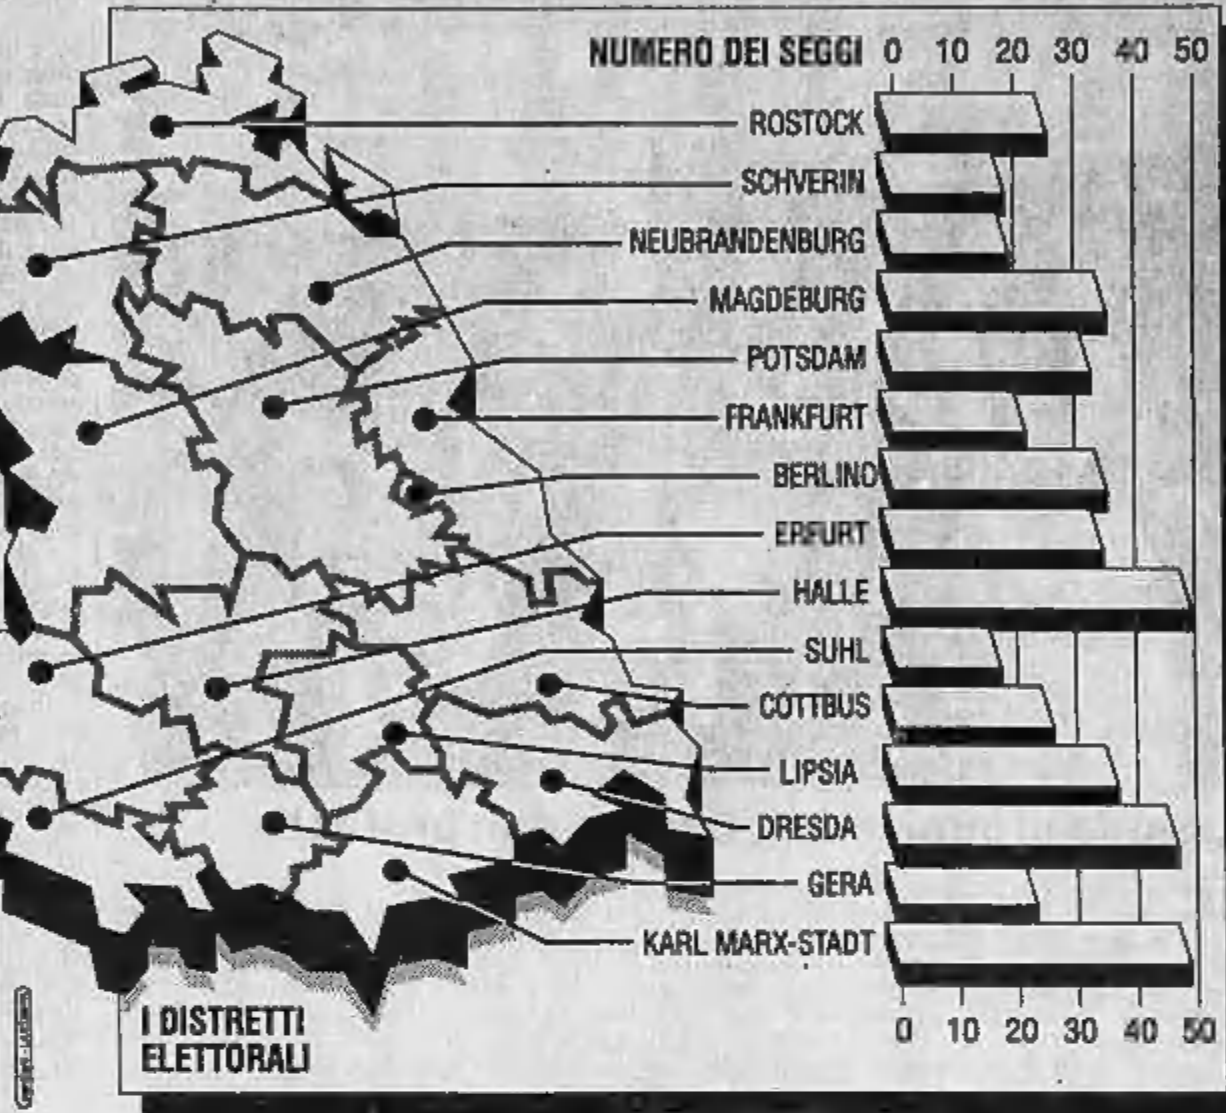 NUMERO DEI SEGGI 0 10 20 30 40 50
ROSTOCK
SCHVERIN
NEUBRANDENBURG
MAGDEBURG
POTSDAM
FRANKFURT
BERLINO
ERFURT
HALLE
SUHL
COTTBUS
LIPSIA
DRESDA
GERA
KARL MARX-STADT
0 10 20 30 40 50
I DISTRETTI
ELETTORALI